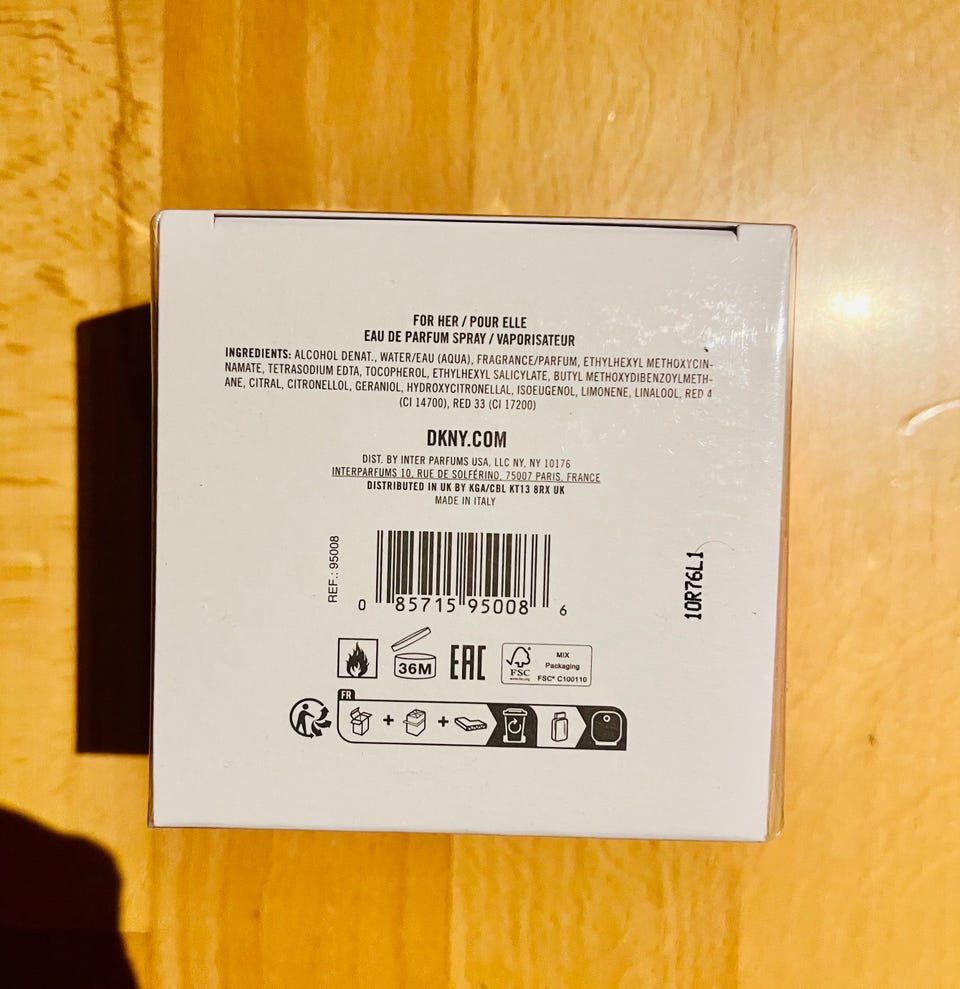 FOR HER / POUR ELLE
EAU DE PARFUM SPRAY / VAPORISATEUR
INGREDIENTS: ALCOHOL DENAT., WATER/EAU (AQUA), FRAGRANCE/PARFUM, ETHYLHEXYL METHOXYCIN-
NAMATE, TETRASODIUM EDTA, TOCOPHEROL, ETHYLHEXYL SALICYLATE, BUTYL METHOXYDIBENZOYLMETH-
ANE, CITRAL, CITRONELLOL, GERANIOL, HYDROXYCITRONELLAL, ISOEUGENOL, LIMONENE, LINALOOL, RED 4
(CI 14700), RED 33 (CI 17200)
DKNY.COM
DIST. BY INTER PARFUMS USA, LLC NY, NY 10176
INTERPARFUMS 10, RUE DE SOLFÉRINO, 75007 PARIS, FRANCE
DISTRIBUTED IN UK BY KGA/CBL KT13 8RX UK
MADE IN ITALY
REF.: 95008
0 85715 95008 6
10R76L1
36M
EAC
FSC
www.fsc.org
MIX
Packaging
FSC® C100110
FR